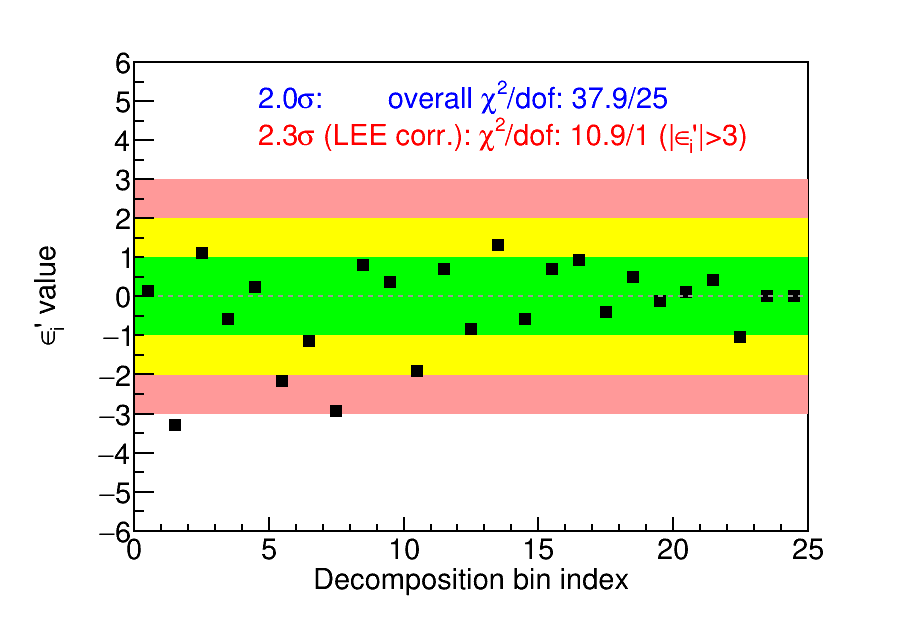 2.0σ: overall χ²/dof: 37.9/25
2.3σ (LEE corr.): χ²/dof: 10.9/1 (|ϵᵢ'|>3)
6
5
4
3
2
1
0
−1
−2
−3
−4
−5
−6
ϵᵢ' value
0 5 10 15 20 25
Decomposition bin index